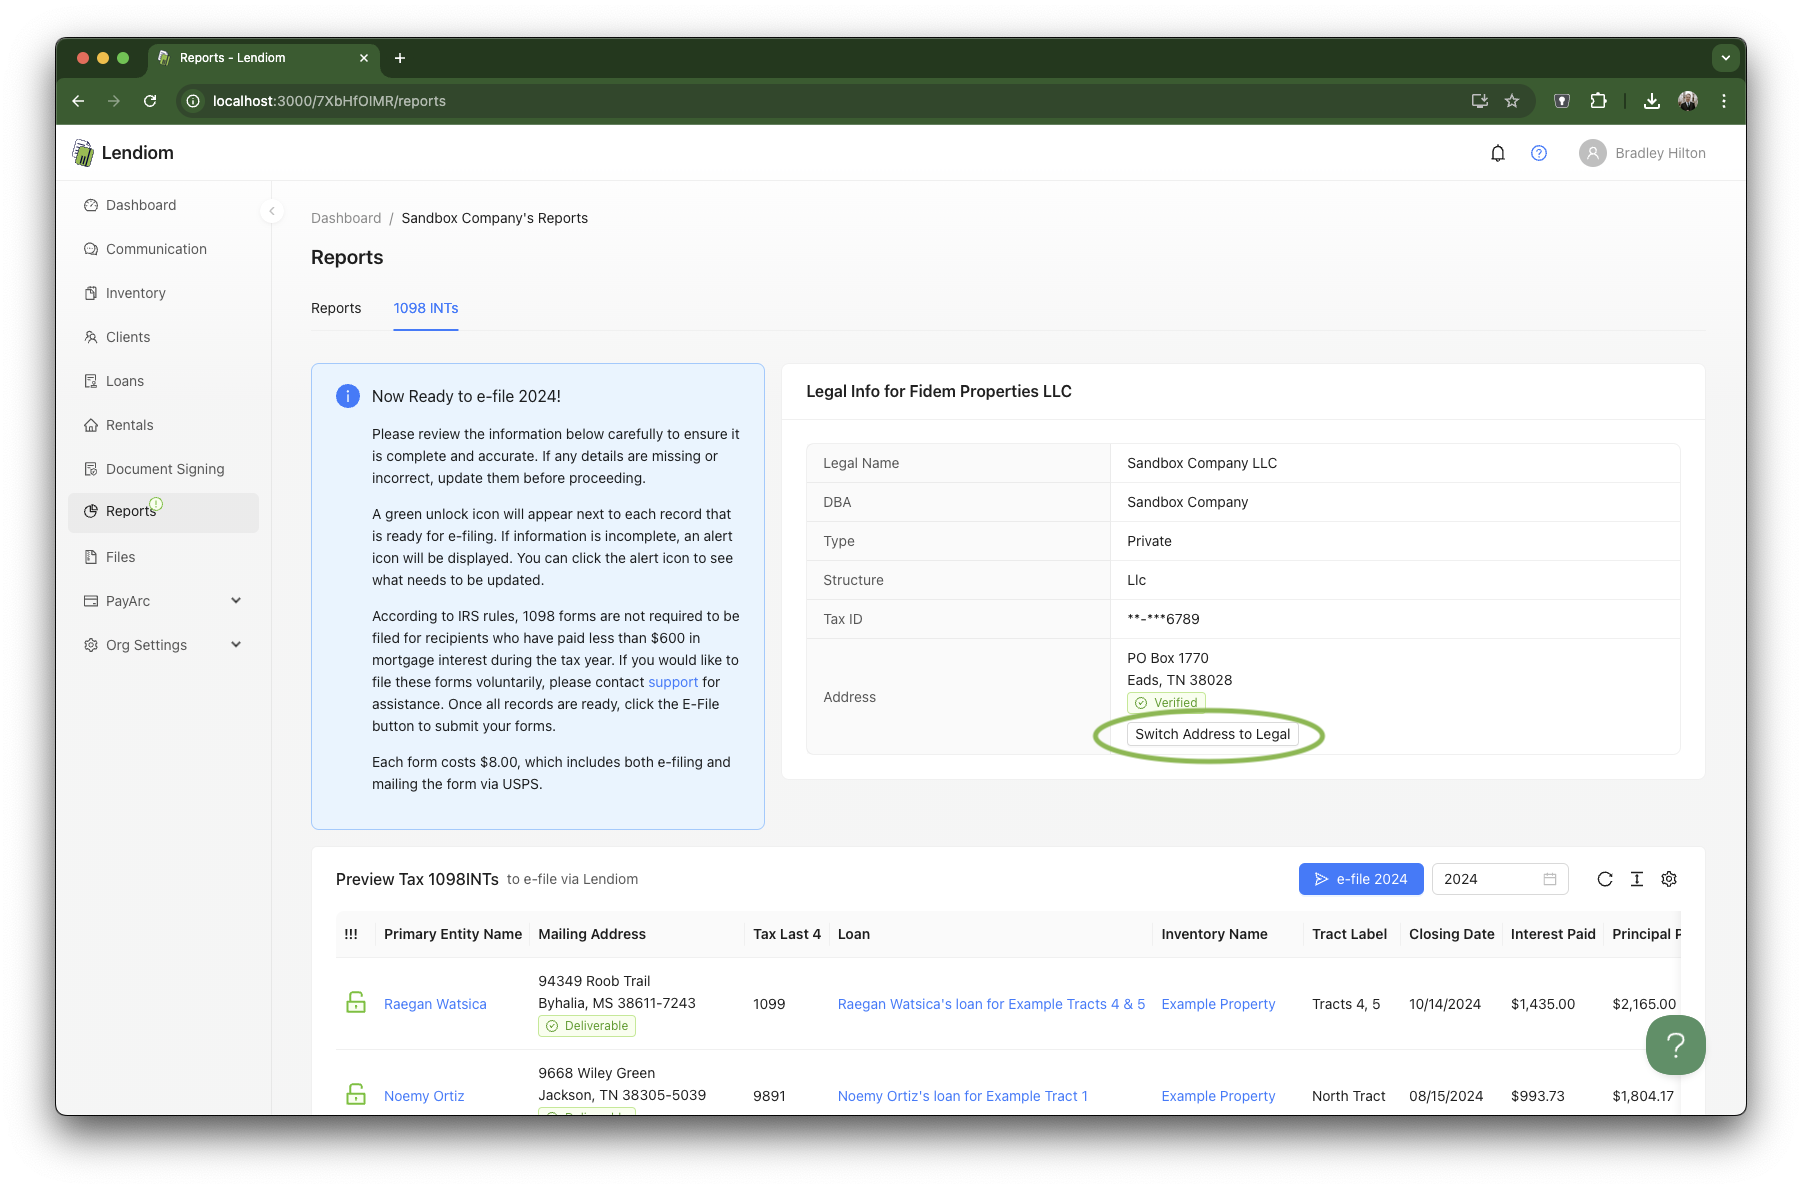 Reports - Lendiom
localhost:3000/7XbHfOIMR/reports
Lendiom
Bradley Hilton
Dashboard
Communication
Inventory
Clients
Loans
Rentals
Document Signing
Reports
Files
PayArc
Org Settings
Dashboard / Sandbox Company's Reports
Reports
Reports 1098 INTs
Now Ready to e-file 2024!
Please review the information below carefully to ensure it
is complete and accurate. If any details are missing or
incorrect, update them before proceeding.
A green unlock icon will appear next to each record that
is ready for e-filing. If information is incomplete, an alert
icon will be displayed. You can click the alert icon to see
what needs to be updated.
According to IRS rules, 1098 forms are not required to be
filed for recipients who have paid less than $600 in
mortgage interest during the tax year. If you would like to
file these forms voluntarily, please contact support for
assistance. Once all records are ready, click the E-File
button to submit your forms.
Each form costs $8.00, which includes both e-filing and
mailing the form via USPS.
Legal Info for Fidem Properties LLC
Legal Name Sandbox Company LLC
DBA Sandbox Company
Type Private
Structure Llc
Tax ID **-***6789
Address
PO Box 1770
Eads, TN 38028
Verified
Switch Address to Legal
Preview Tax 1098INTs to e-file via Lendiom
e-file 2024 2024
!!! Primary Entity Name Mailing Address Tax Last 4 Loan Inventory Name Tract Label Closing Date Interest Paid Principal P
94349 Roob Trail
Byhalia, MS 38611-7243
Deliverable
Raegan Watsica 1099 Raegan Watsica's loan for Example Tracts 4 & 5 Example Property Tracts 4, 5 10/14/2024 $1,435.00 $2,165.00
?
9668 Wiley Green
Jackson, TN 38305-5039
Noemy Ortiz 9891 Noemy Ortiz's loan for Example Tract 1 Example Property North Tract 08/15/2024 $993.73 $1,804.17